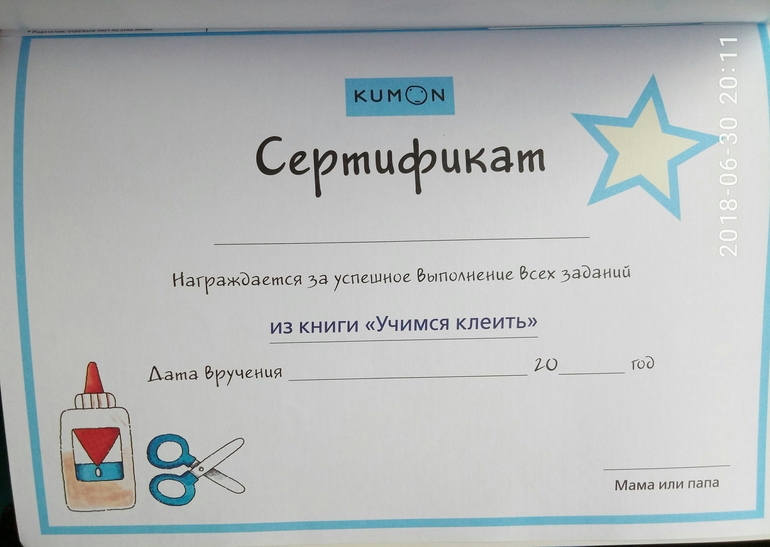 KUMON
Сертификат
Награждается за успешное выполнение всех заданий
из книги «Учимся клеить»
Дата вручения 20 год
Мама или папа
2018-06-30 20:11